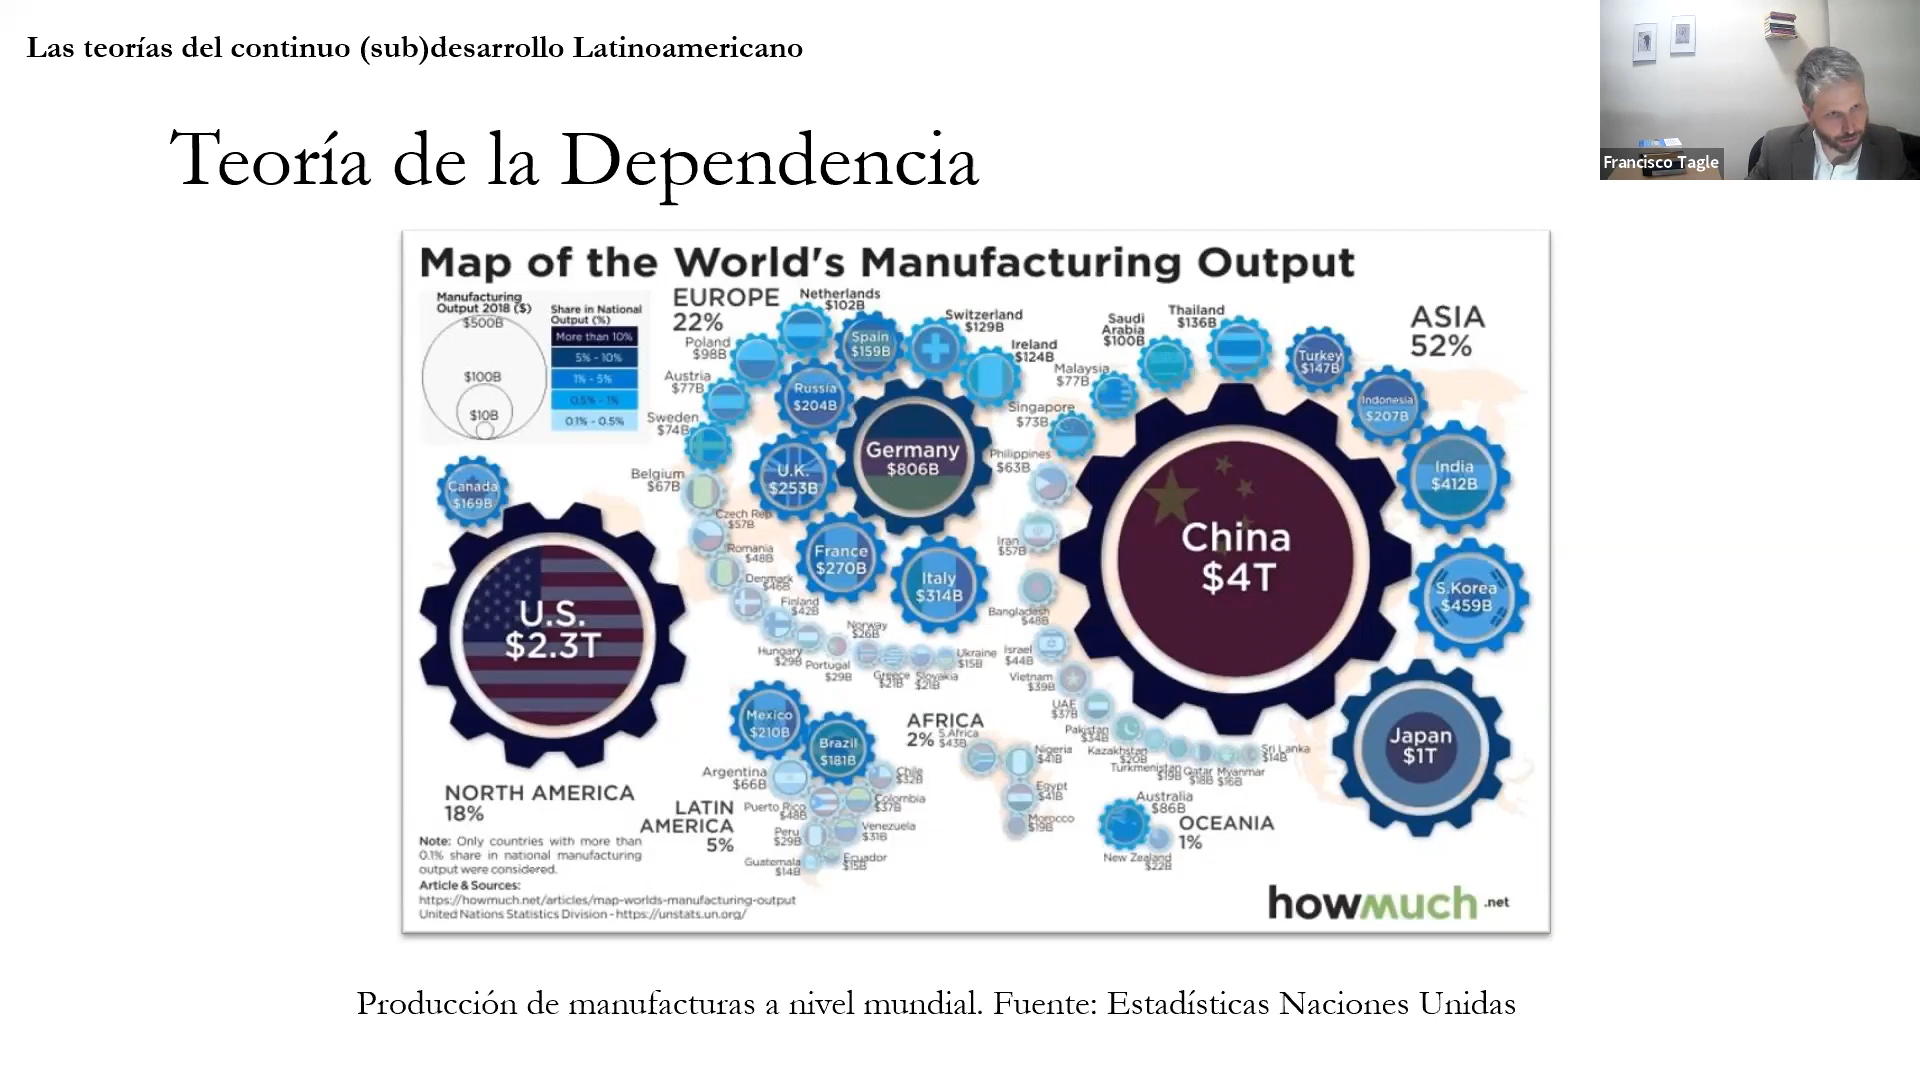 Las teorías del continuo (sub)desarrollo Latinoamericano
Francisco Tagle
Teoría de la Dependencia
Map of the World's Manufacturing Output
Manufacturing
Output 2018 ($)
$500B
$100B
$10B
Share in National
Output (%)
More than 10%
5% - 10%
1% - 5%
0.5% - 1%
0.1% - 0.5%
EUROPE
22%
Netherlands
$102B
Spain
$159B
Switzerland
$129B
Ireland
$124B
Poland
$98B
Austria
$77B
Russia
$204B
Sweden
$74B
Germany
$806B
U.K.
$253B
Belgium
$67B
Czech Rep
$57B
France
$270B
Italy
$314B
Romania
$48B
Denmark
$46B
Finland
$42B
Norway
$26B
Hungary
$29B
Portugal
$29B
Greece
$21B
Slovakia
$21B
Ukraine
$15B
ASIA
52%
Saudi
Arabia
$100B
Thailand
$136B
Turkey
$147B
Malaysia
$77B
Indonesia
$207B
Singapore
$73B
Philippines
$63B
India
$412B
Iran
$57B
China
$4T
S.Korea
$459B
Bangladesh
$48B
Israel
$44B
Vietnam
$39B
UAE
$37B
Pakistan
$34B
Kazakhstan
$20B
Turkmenistan
$19B
Qatar
$18B
Myanmar
$16B
Sri Lanka
$14B
Japan
$1T
Canada
$169B
U.S.
$2.3T
NORTH AMERICA
18%
Mexico
$210B
Brazil
$181B
Argentina
$66B
Chile
$32B
LATIN
AMERICA
5%
Puerto Rico
$48B
Colombia
$37B
Peru
$29B
Venezuela
$31B
Guatemala
$14B
Ecuador
$15B
AFRICA
2%
S.Africa
$43B
Nigeria
$41B
Egypt
$41B
Morocco
$19B
Australia
$86B
OCEANIA
1%
New Zealand
$22B
Note: Only countries with more than
0.1% share in national manufacturing
output were considered.
Article & Sources:
https://howmuch.net/articles/map-worlds-manufacturing-output
United Nations Statistics Division - https://unstats.un.org/
howmuch.net
Producción de manufacturas a nivel mundial. Fuente: Estadísticas Naciones Unidas